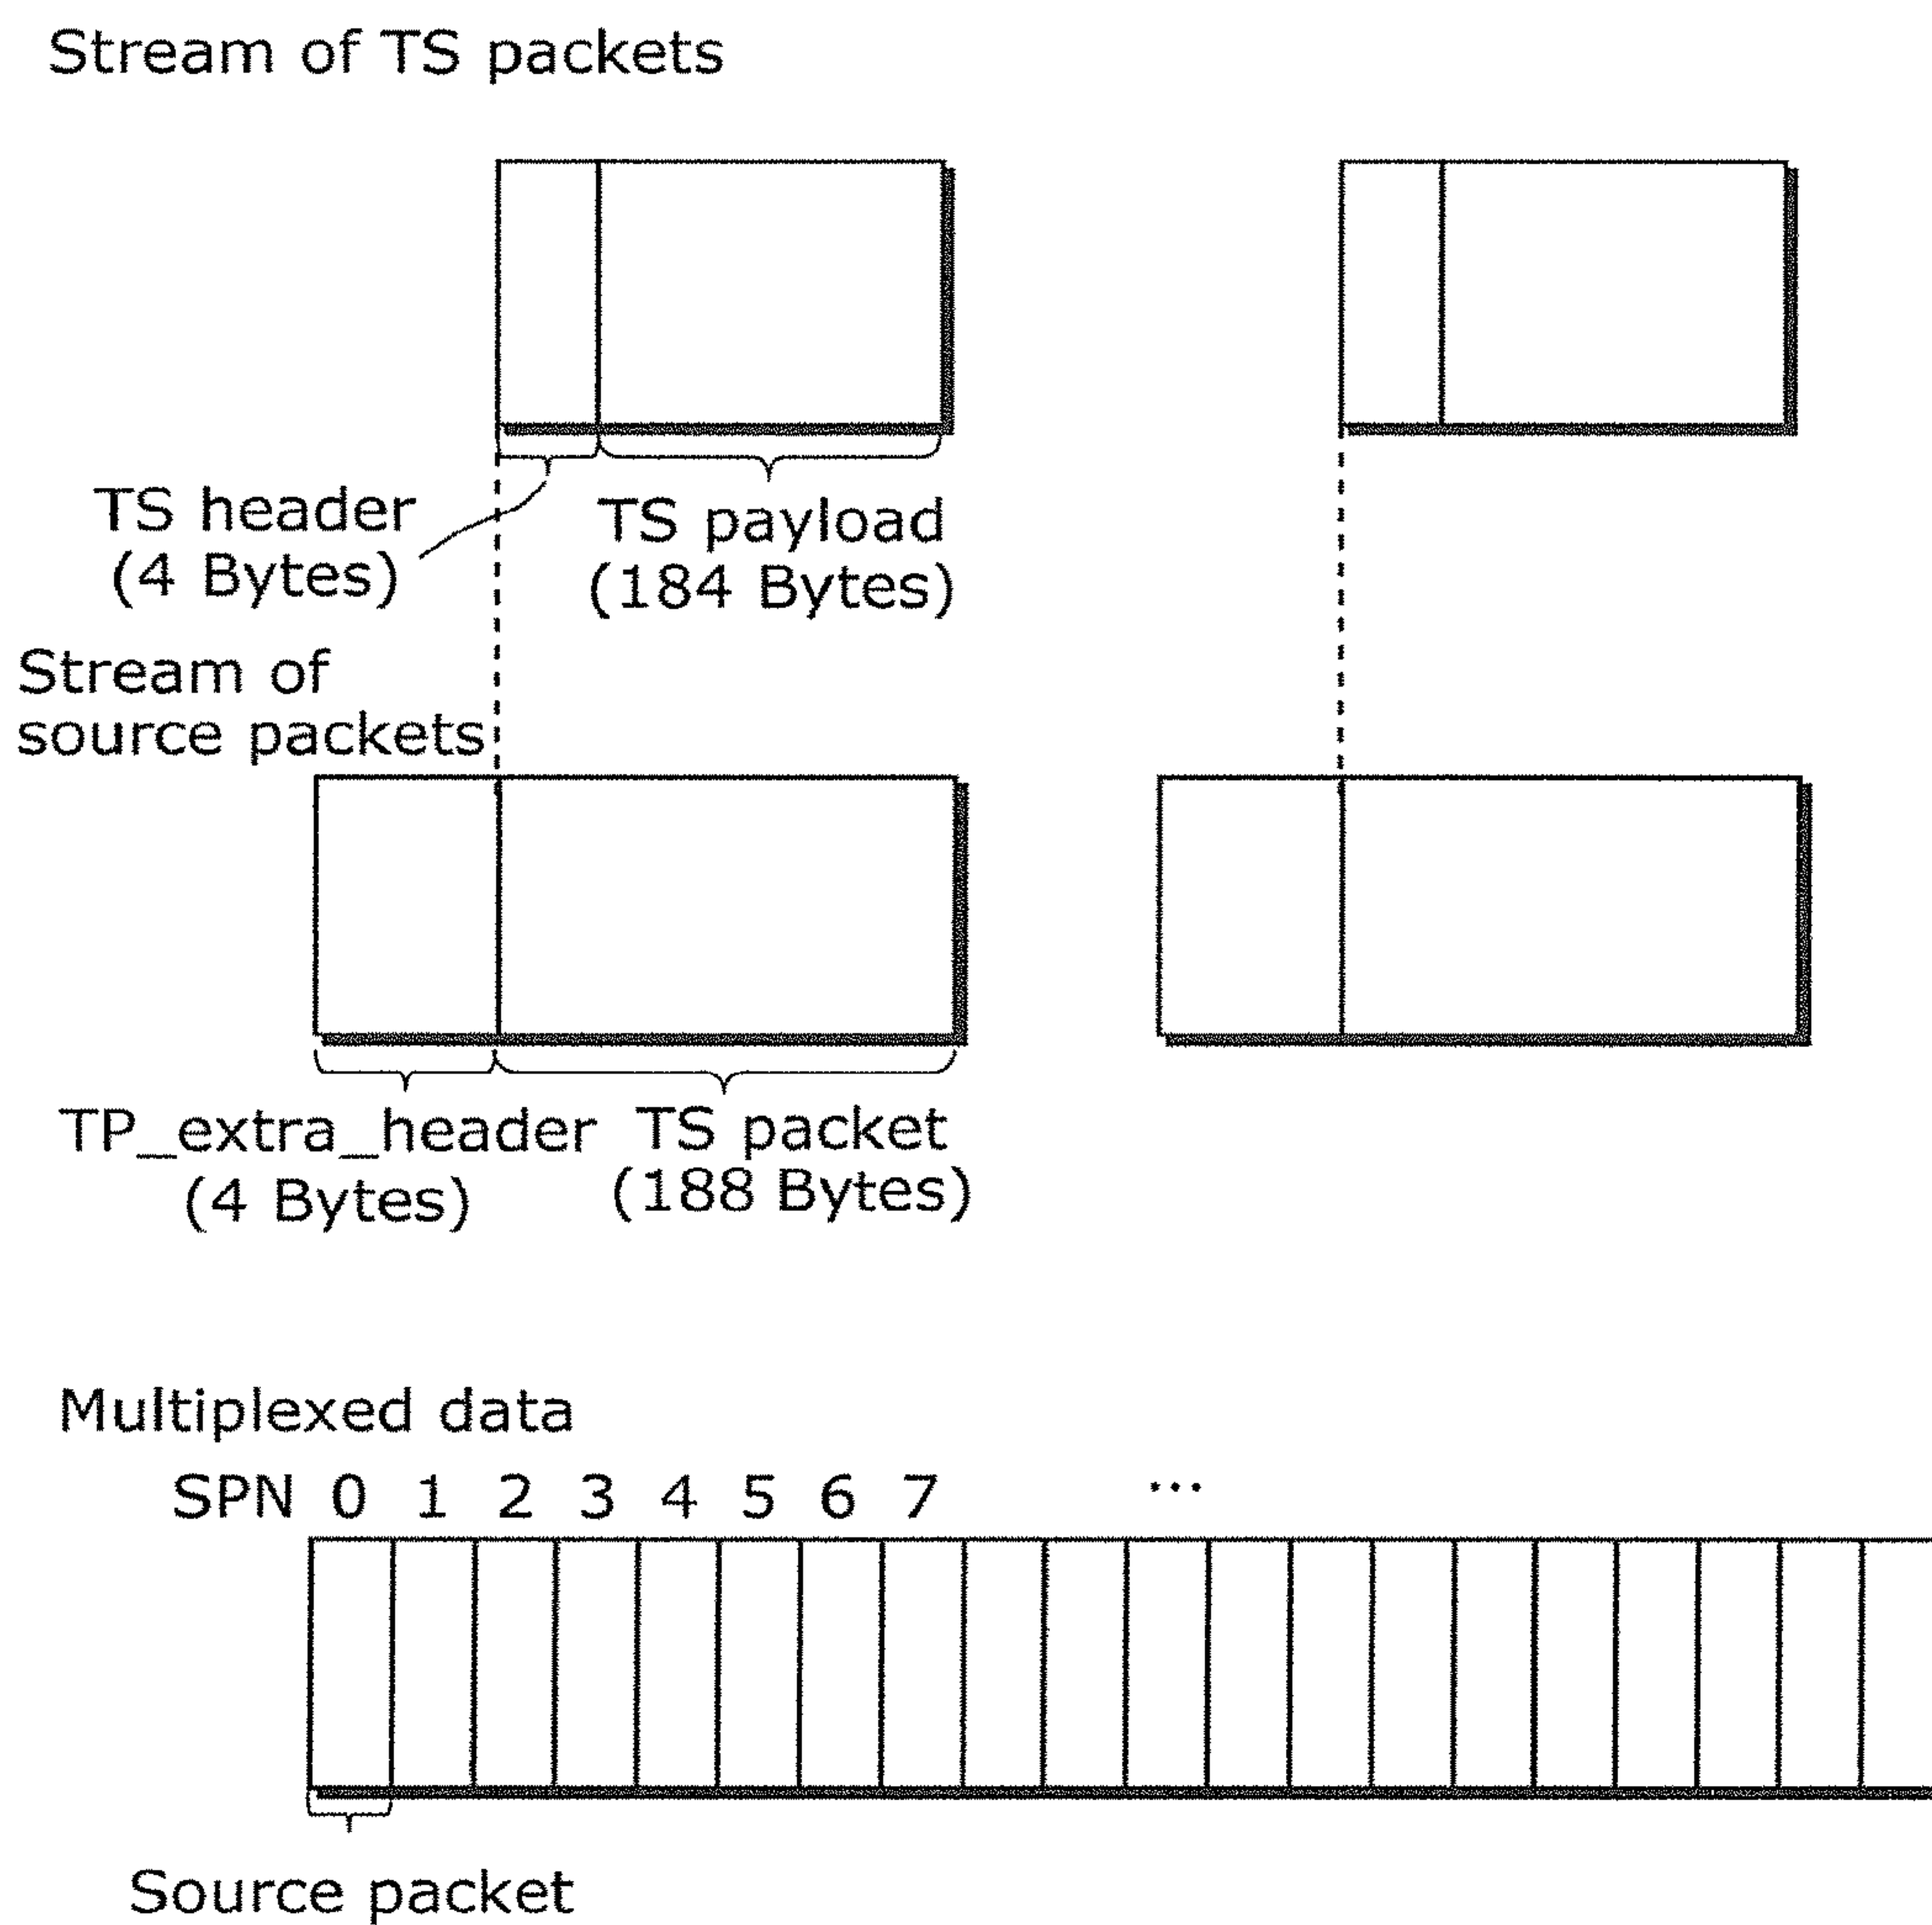 Stream of TS packets
TS header
(4 Bytes)
TS payload
(184 Bytes)
Stream of
source packets
TP_extra_header
(4 Bytes)
TS packet
(188 Bytes)
Multiplexed data
SPN 0 1 2 3 4 5 6 7 ...
Source packet